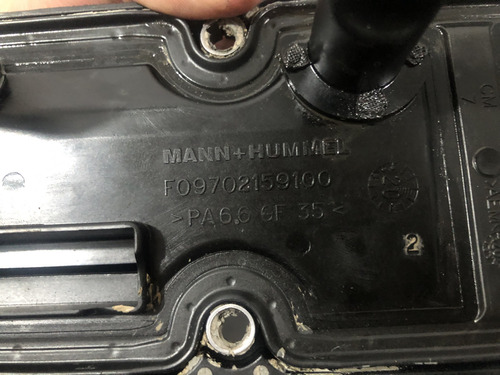 MANN+HUMMEL
F09702159100
>PA6.6 GF 35<
2